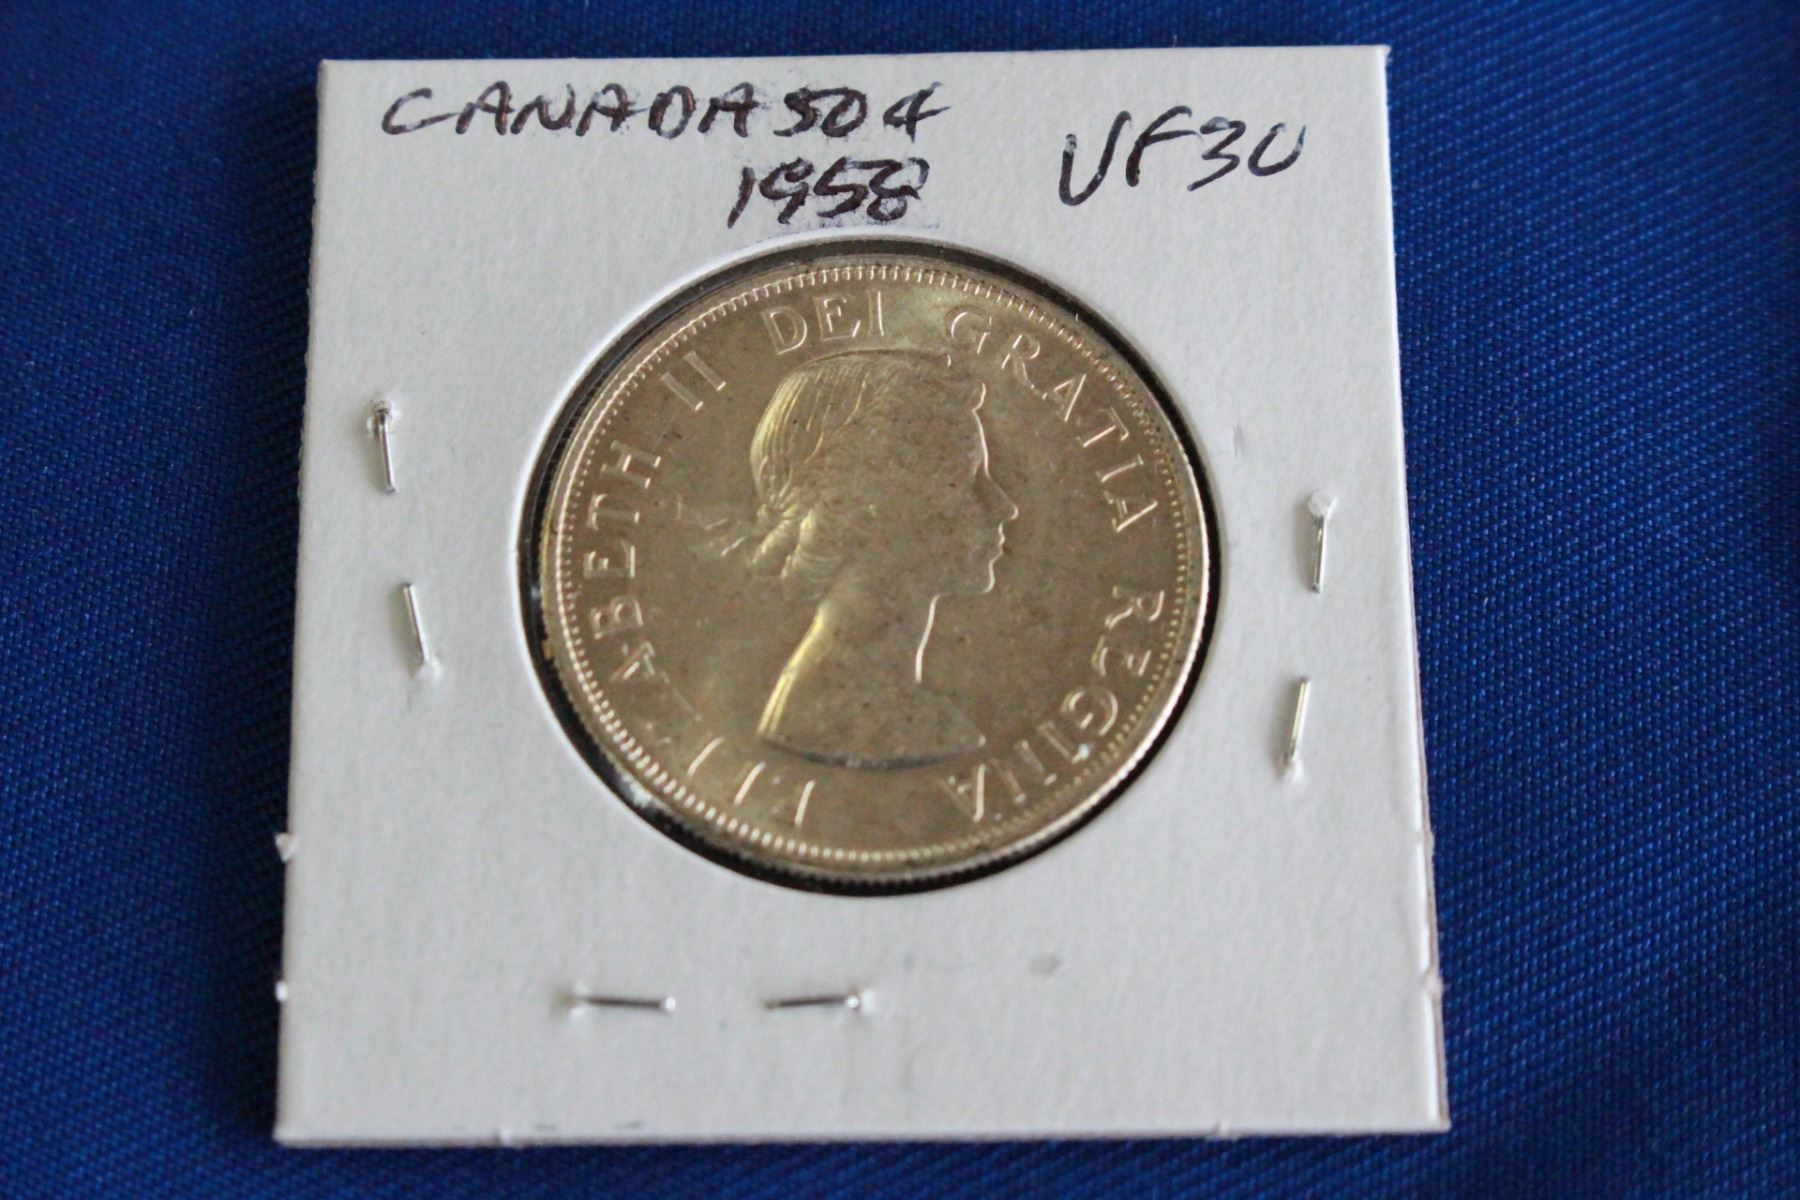 CANADA 50¢
1958
VF30
ELIZABETH II DEI GRATIA REGINA